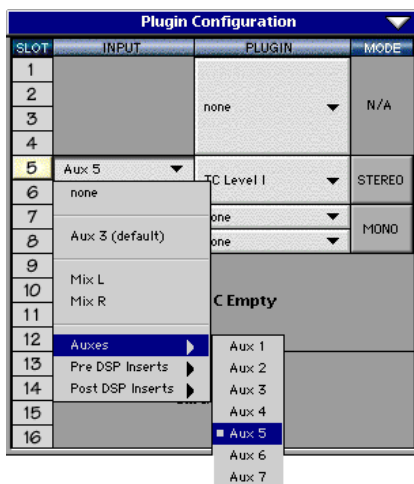 Plugin Configuration
SLOT INPUT PLUGIN MODE
1
2
3
4
none
N/A
5
6
Aux 5
TC Level I
STEREO
7
8
one
one
MONO
9
10
11
12
13
14
15
16
C Empty
none
Aux 3 (default)
Mix L
Mix R
Auxes
Pre DSP Inserts
Post DSP Inserts
Aux 1
Aux 2
Aux 3
Aux 4
Aux 5
Aux 6
Aux 7